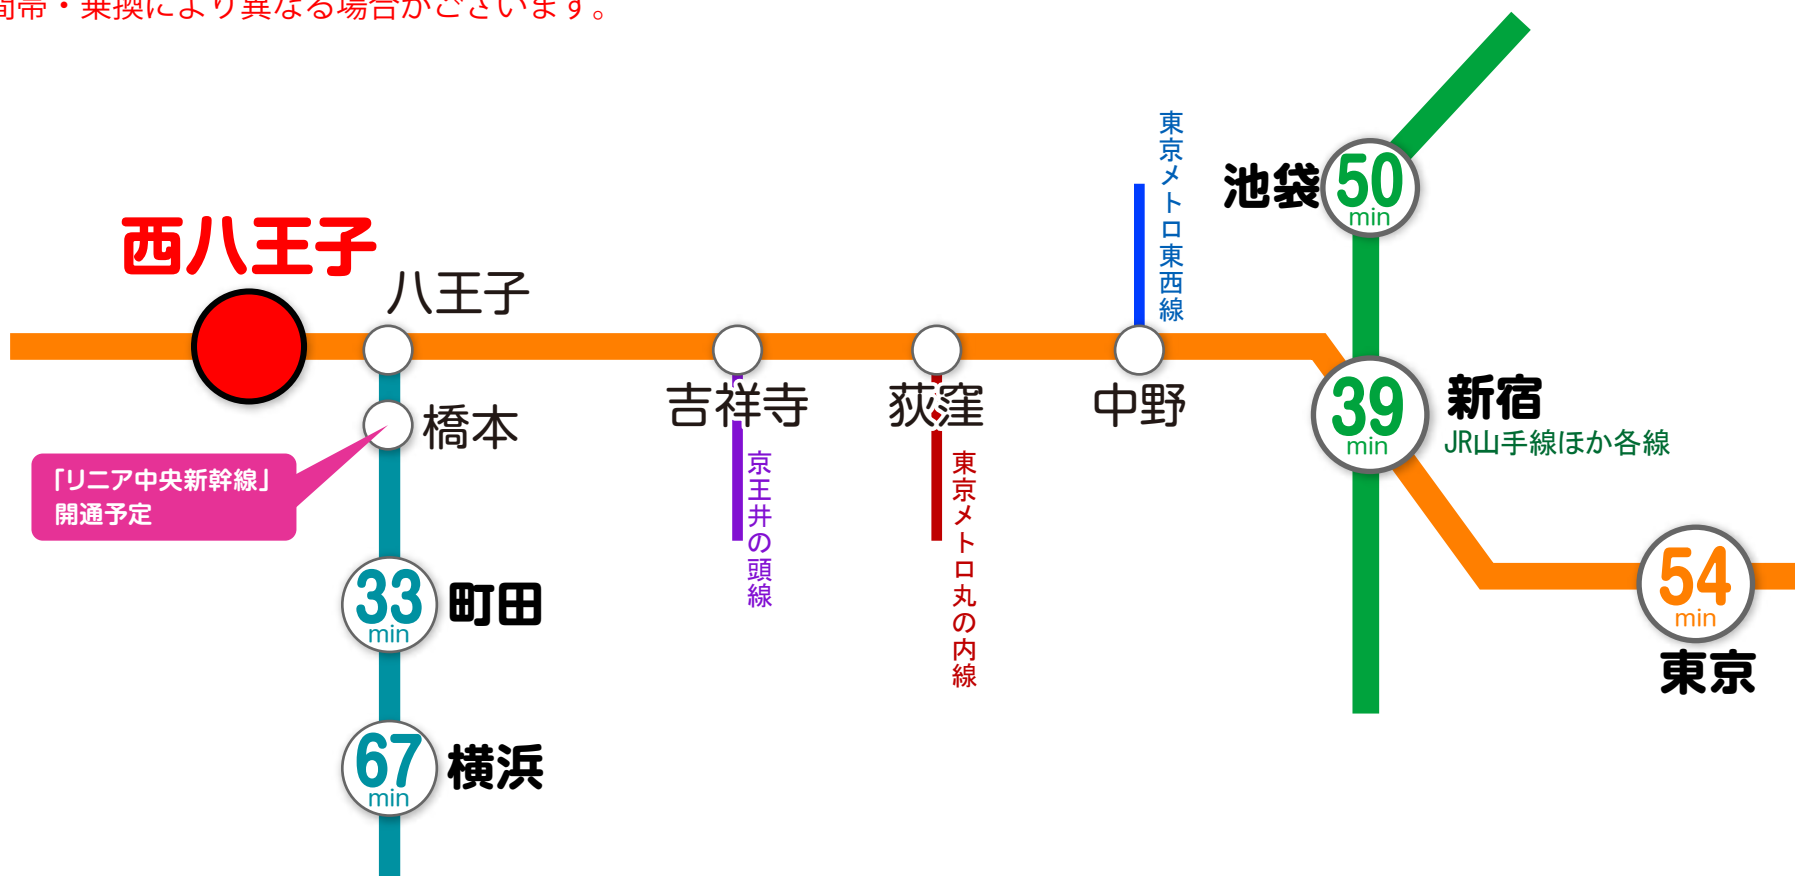 間帯・乗換により異なる場合がございます。
東京メトロ東西線
池袋
50
min
西八王子
八王子
吉祥寺
荻窪
中野
39
min
新宿
JR山手線ほか各線
橋本
「リニア中央新幹線」
開通予定
京王井の頭線
東京メトロ丸の内線
33
min
町田
54
min
東京
67
min
横浜